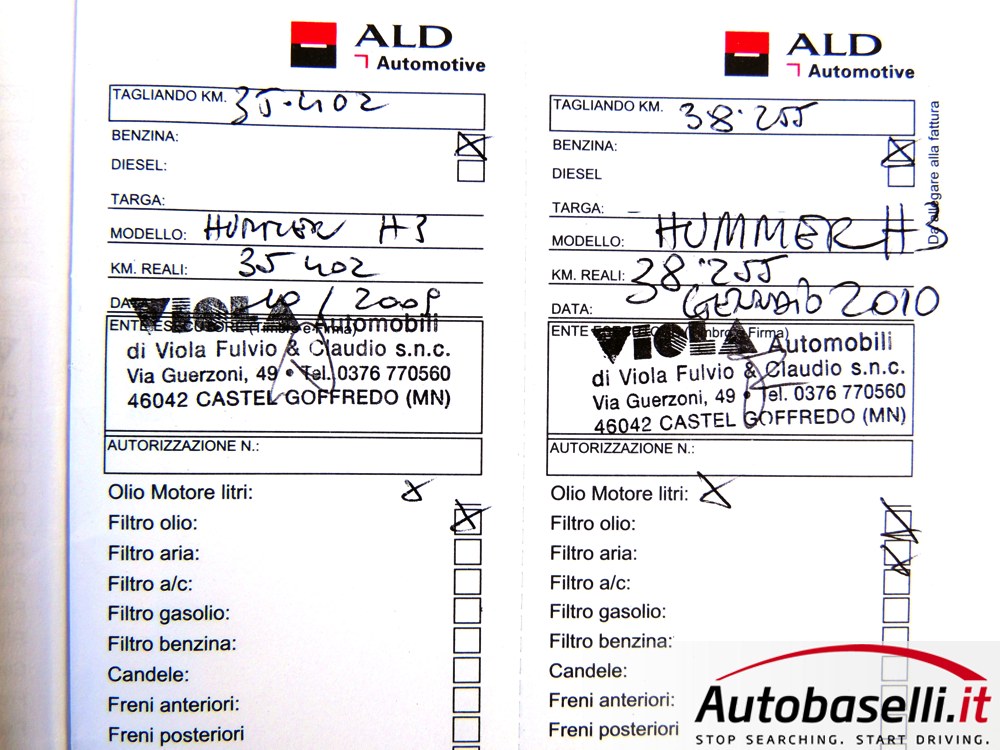 ALD
Automotive
TAGLIANDO KM. 35.402
BENZINA:
DIESEL:
TARGA:
MODELLO: HUMMER H3
KM. REALI: 35 402
DATA: 10 / 2009
VIOLA Automobili
ENTE ESECUTORE (Timbro e Firma)
di Viola Fulvio & Claudio s.n.c.
Via Guerzoni, 49 • Tel. 0376 770560
46042 CASTEL GOFFREDO (MN)
AUTORIZZAZIONE N.:
Olio Motore litri: X
Filtro olio:
Filtro aria:
Filtro a/c:
Filtro gasolio:
Filtro benzina:
Candele:
Freni anteriori:
Freni posteriori
ALD
Automotive
TAGLIANDO KM. 38.255
BENZINA:
DIESEL
TARGA: –
MODELLO: HUMMER H3
KM. REALI: 38.255
DATA: GENNAIO 2010
ENTE ESECUTORE (Timbro e Firma)
VIOLA Automobili
di Viola Fulvio & Claudio s.n.c.
Via Guerzoni, 49 • Tel. 0376 770560
46042 CASTEL GOFFREDO (MN)
AUTORIZZAZIONE N.:
Olio Motore litri: X
Filtro olio:
Filtro aria:
Filtro a/c:
Filtro gasolio:
Filtro benzina:
Candele:
Freni anteriori:
Freni posteriori
Da allegare alla fattura
Autobaselli.it
STOP SEARCHING. START DRIVING.